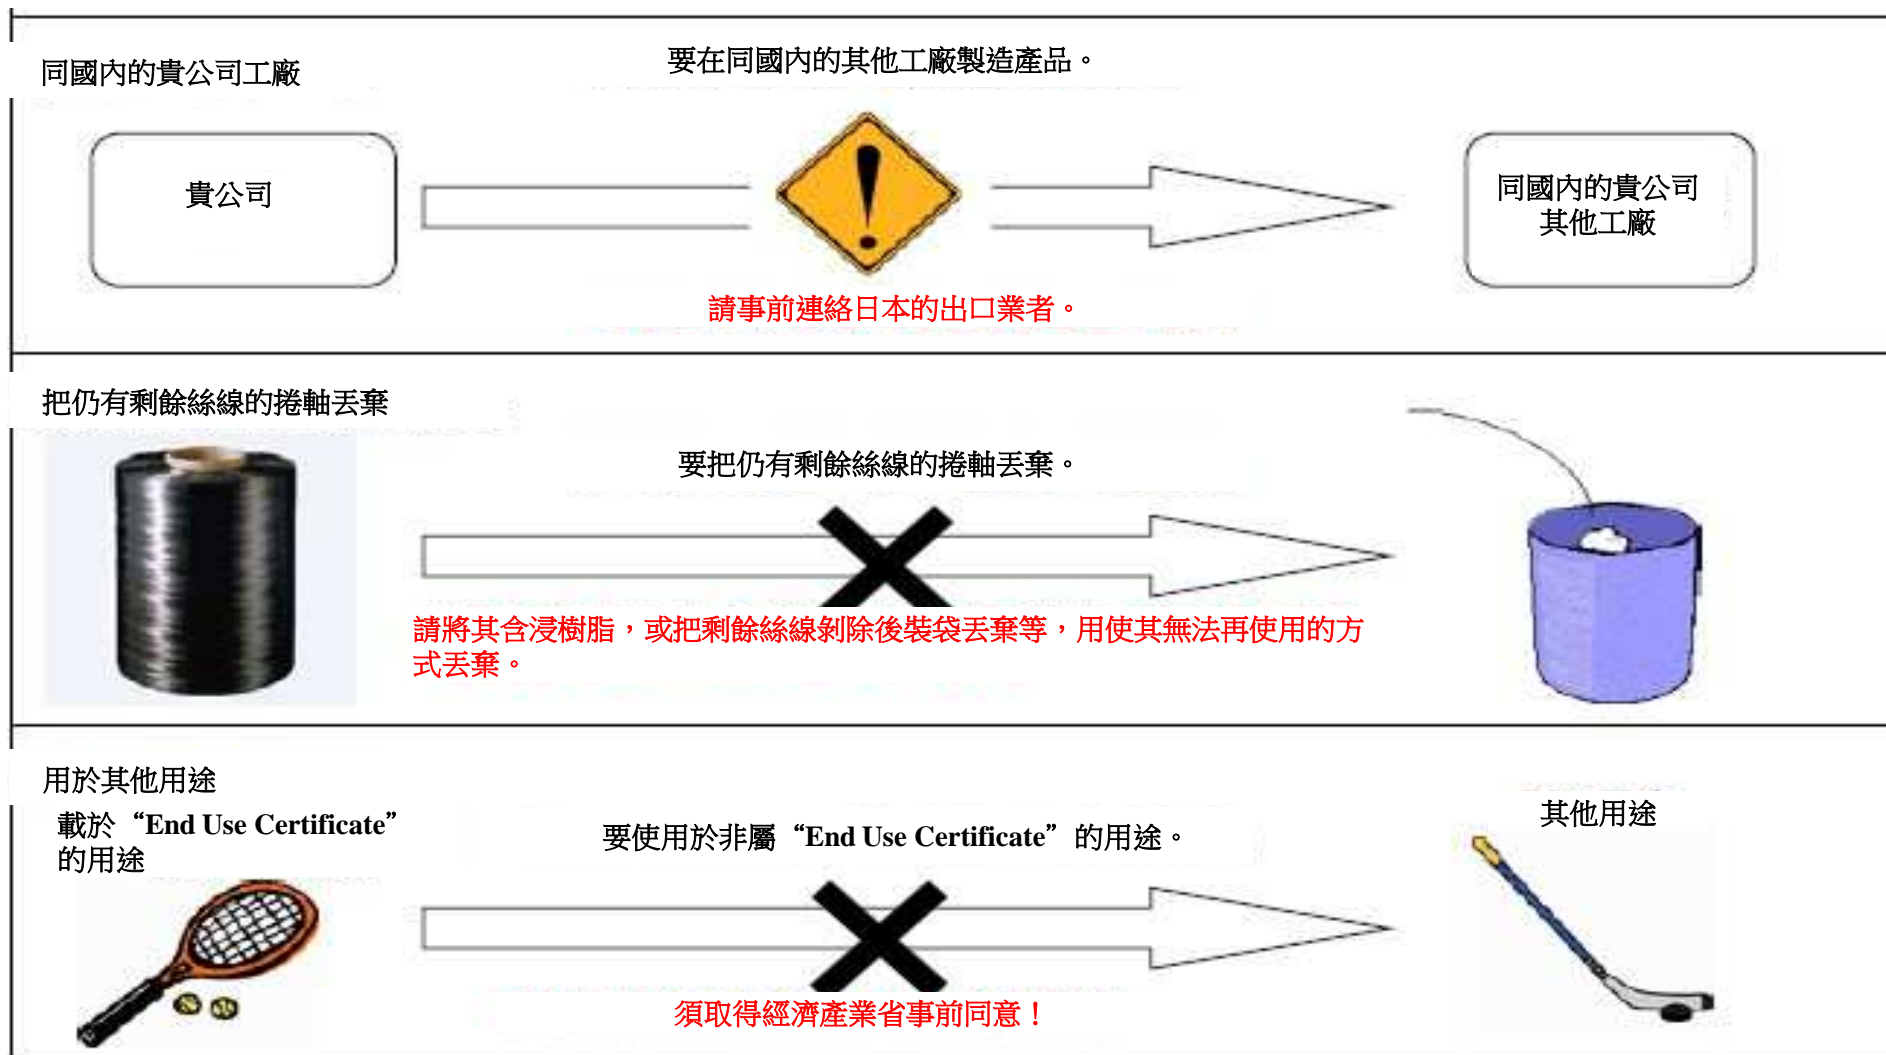 同國內的貴公司工廠
要在同國內的其他工廠製造產品。
貴公司
同國內的貴公司
其他工廠
請事前連絡日本的出口業者。
把仍有剩餘絲線的捲軸丟棄
要把仍有剩餘絲線的捲軸丟棄。
請將其含浸樹脂，或把剩餘絲線剝除後裝袋丟棄等，用使其無法再使用的方
式丟棄。
用於其他用途
載於“End Use Certificate”
的用途
要使用於非屬“End Use Certificate”的用途。
其他用途
須取得經濟產業省事前同意！